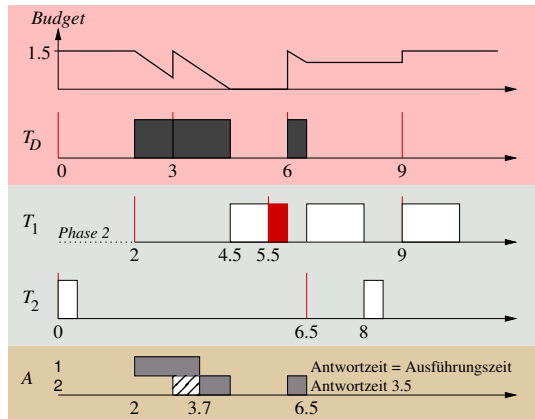 Budget
1.5
T_D
0 3 6 9
T_1
Phase 2
2 4.5 5.5 9
T_2
0 6.5 8
A
1 Antwortzeit = Ausführungszeit
2 Antwort 3.5
2 3.7 6.5